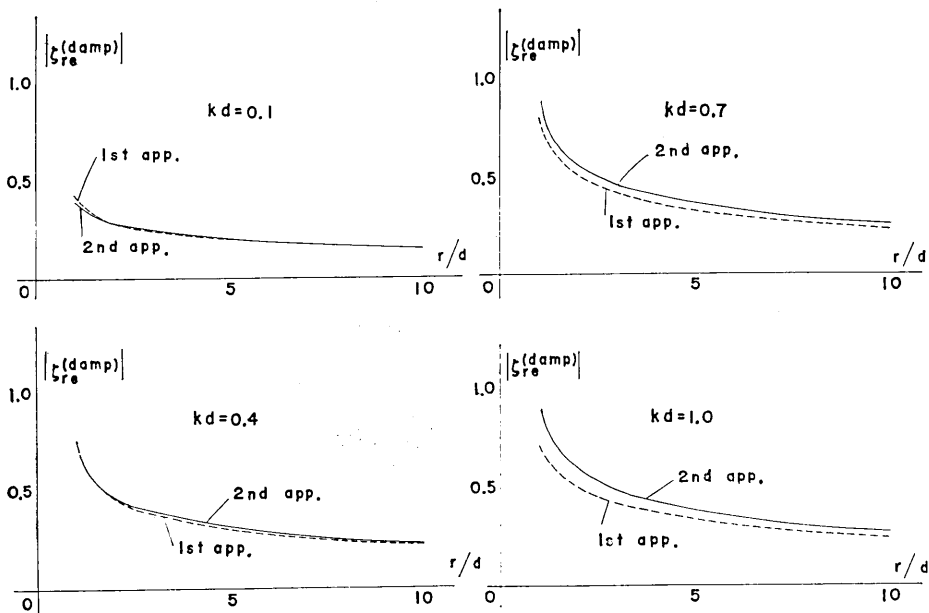 |ζre(damp)|
1.0
kd=0.1
1st app.
0.5
2nd app.
r/d
0
5
10
|ζre(damp)|
1.0
kd=0.7
2nd app.
0.5
1st app.
r/d
0
5
10
|ζre(damp)|
1.0
kd=0.4
0.5
2nd app.
1st app.
r/d
0
5
10
|ζre(damp)|
1.0
kd=1.0
2nd app.
0.5
1st app.
r/d
0
5
10